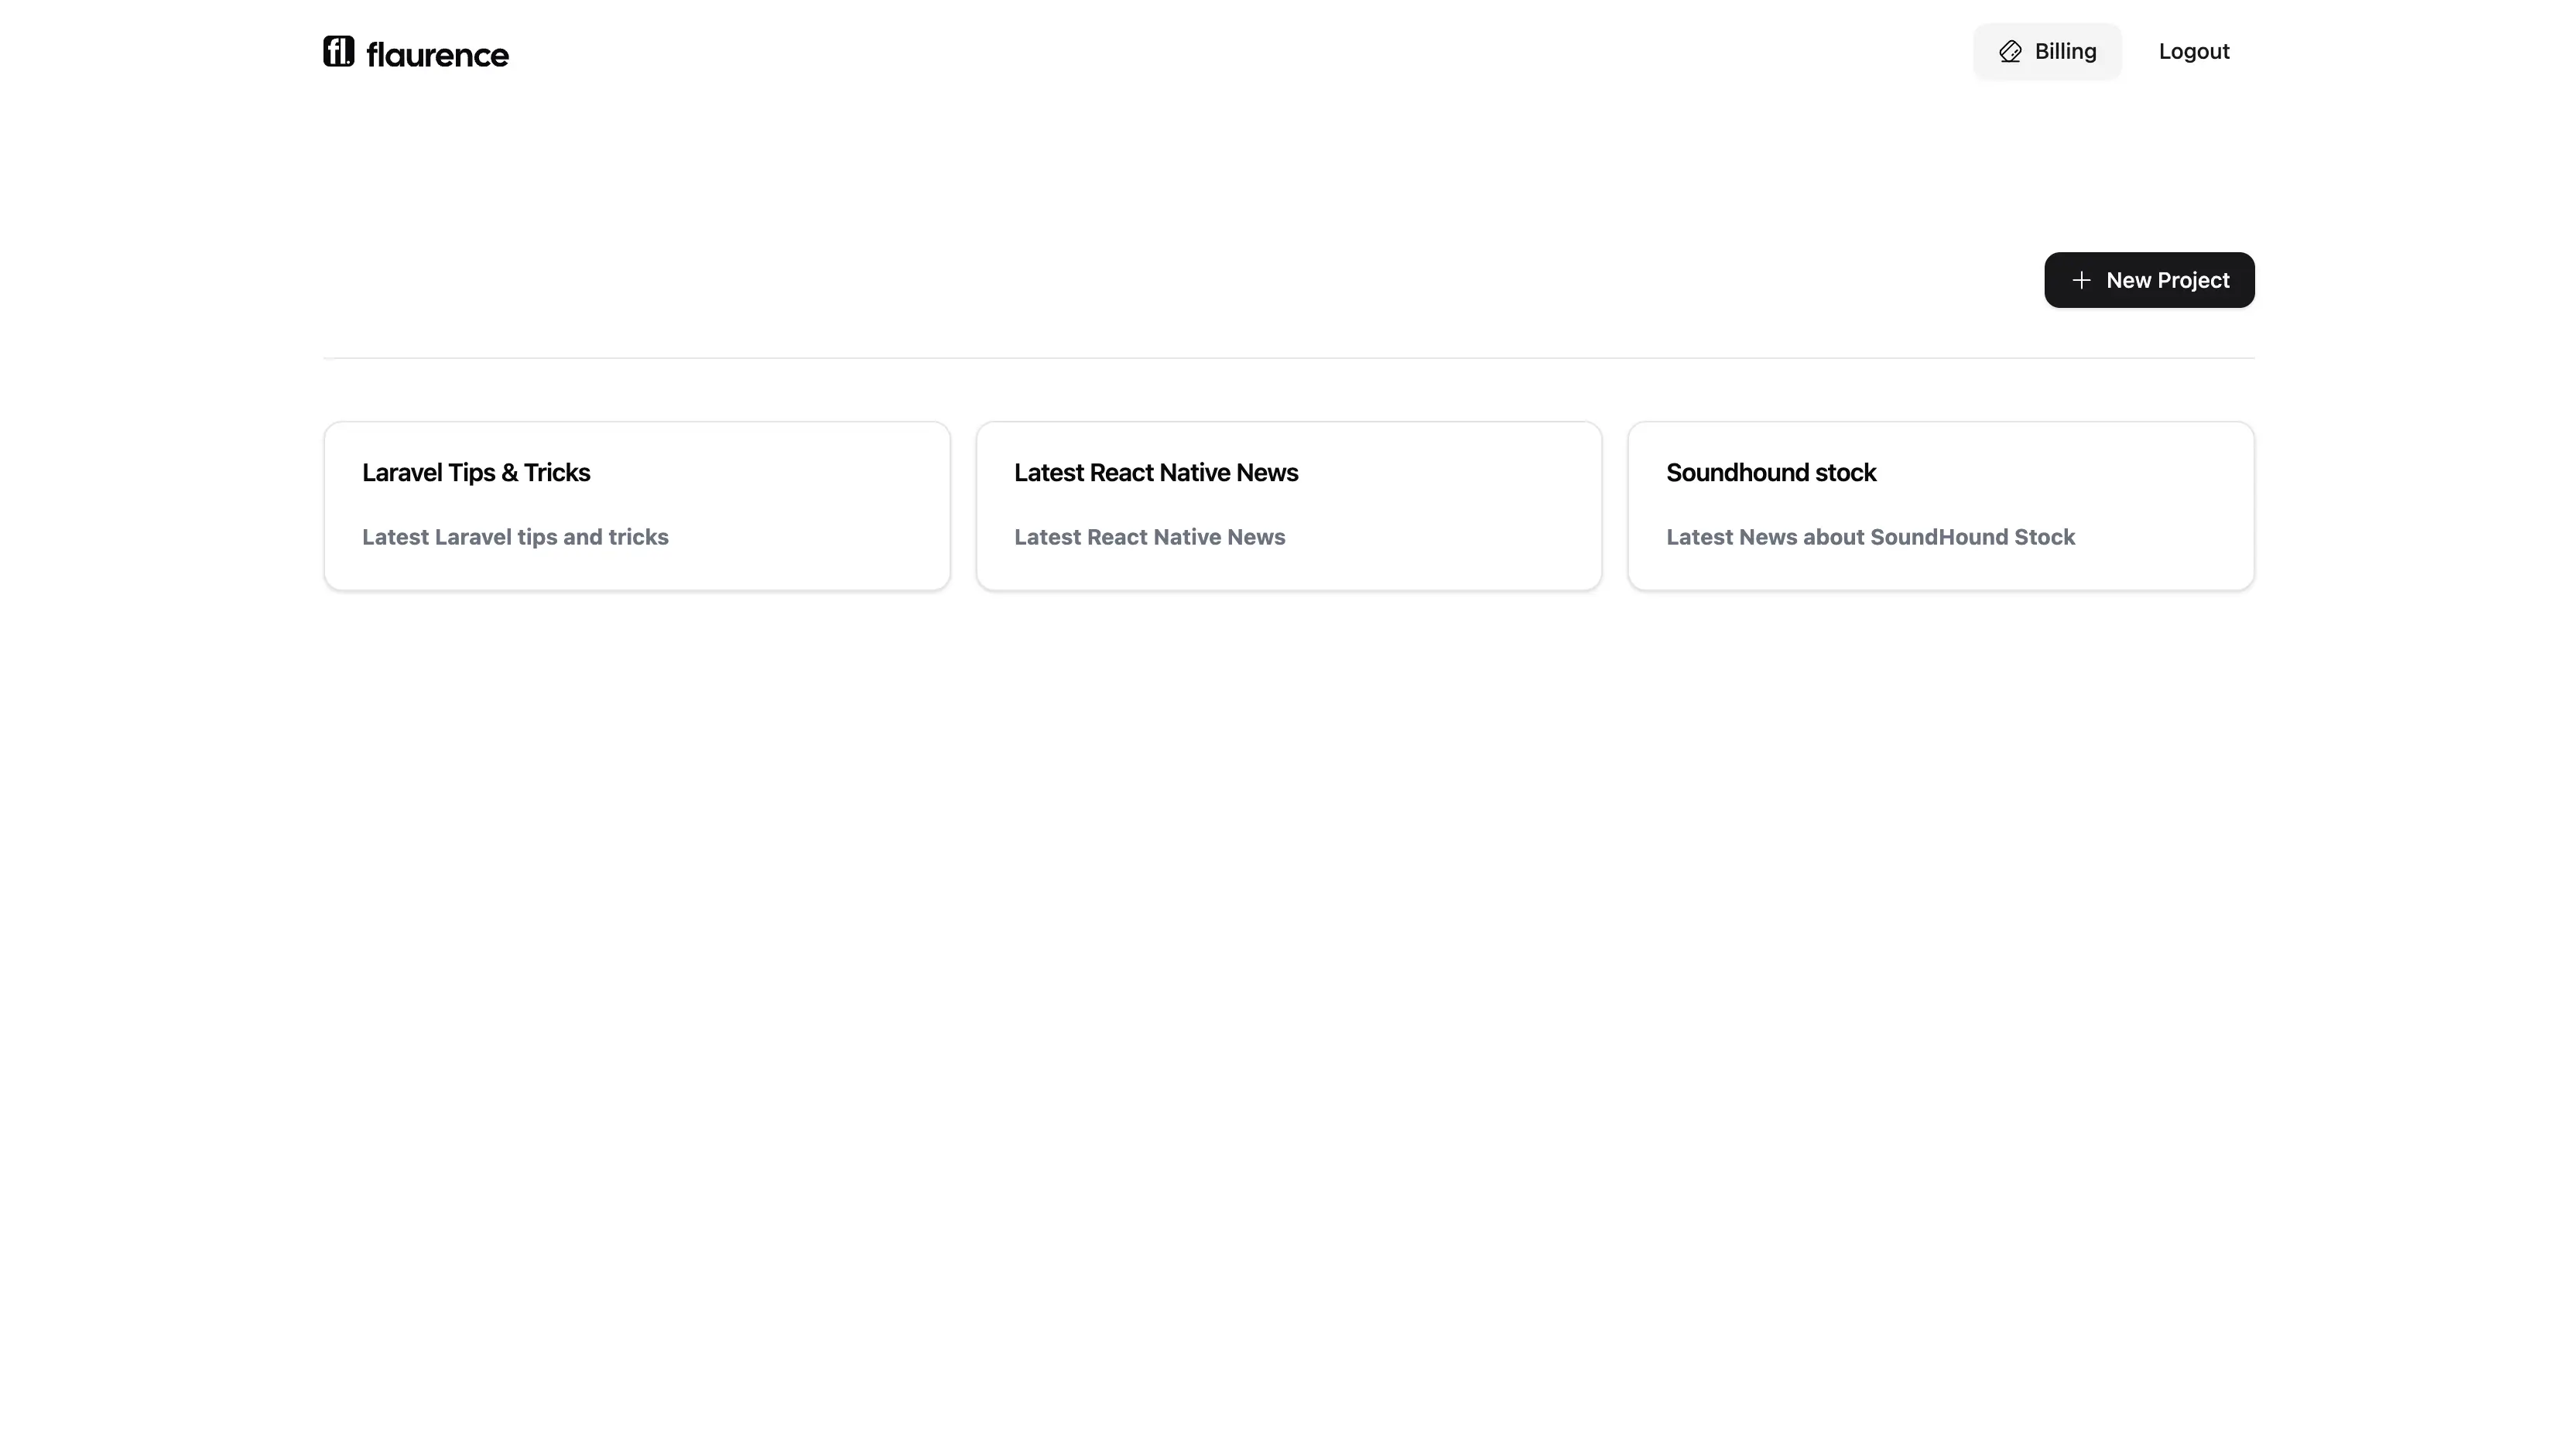 fl. flaurence
Billing
Logout
New Project
Laravel Tips & Tricks
Latest Laravel tips and tricks
Latest React Native News
Latest React Native News
Soundhound stock
Latest News about SoundHound Stock